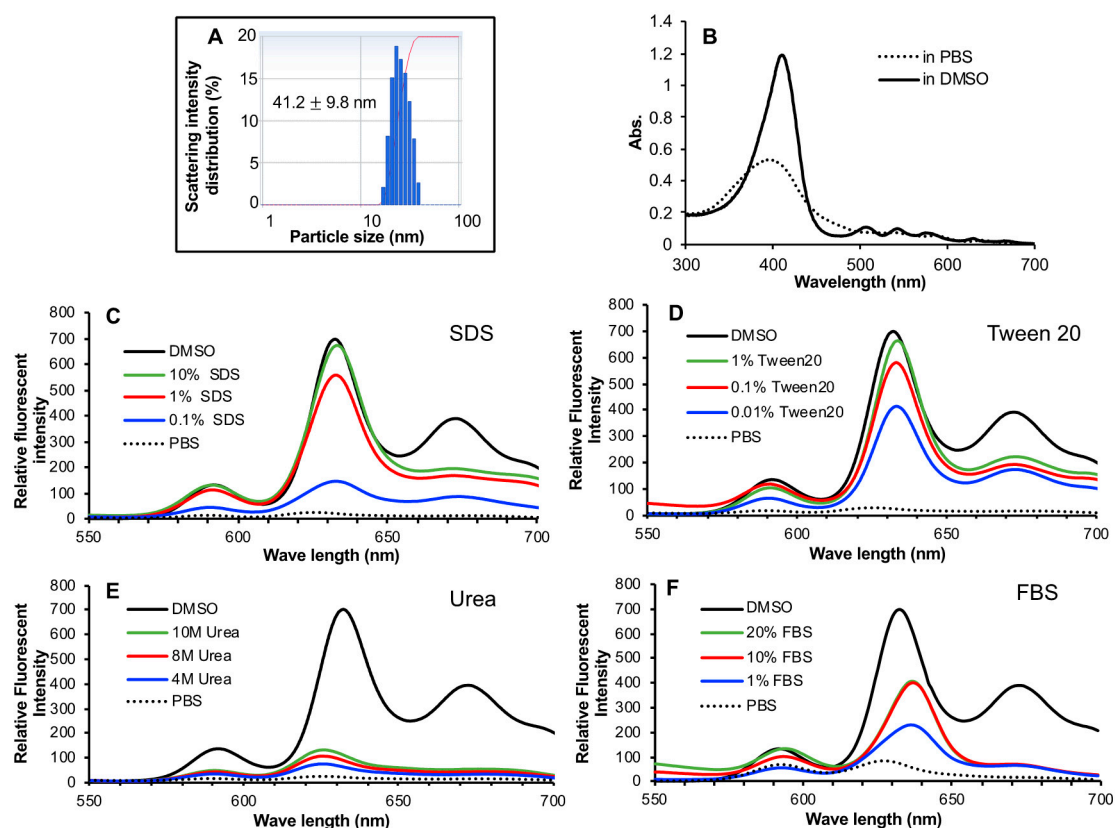 A
Scattering intensity
distribution (%)
20
15
10
5
0
41.2 ± 9.8 nm
1 10 100
Particle size (nm)
B
in PBS
in DMSO
Abs.
1.4
1.2
1
0.8
0.6
0.4
0.2
0
300 400 500 600 700
Wavelength (nm)
C
SDS
Relative fluorescent
intensity
800
700
600
500
400
300
200
100
0
DMSO
10% SDS
1% SDS
0.1% SDS
PBS
550 600 650 700
Wave length (nm)
D
Tween 20
Relative Fluorescent
Intensity
800
700
600
500
400
300
200
100
0
DMSO
1% Tween20
0.1% Tween20
0.01% Tween20
PBS
550 600 650 700
Wave length (nm)
E
Urea
Relative Fluorescent
Intensity
800
700
600
500
400
300
200
100
0
DMSO
10M Urea
8M Urea
4M Urea
PBS
550 600 650 700
Wave length (nm)
F
FBS
Relative Fluorescent
Intensity
800
700
600
500
400
300
200
100
0
DMSO
20% FBS
10% FBS
1% FBS
PBS
550 600 650 700
Wave length (nm)